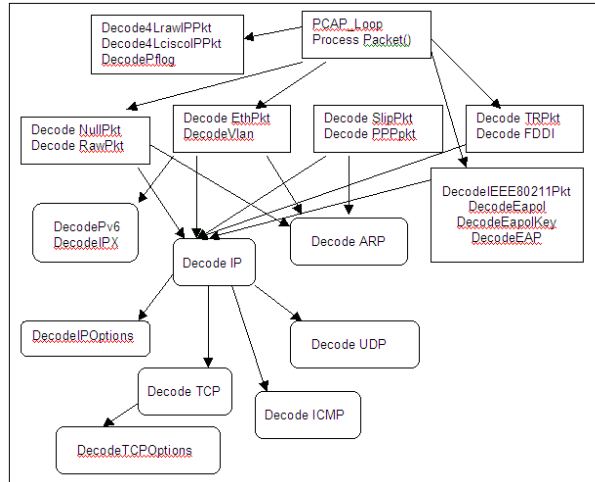 Decode4LrawIPPkt
Decode4LciscoIPPkt
DecodePflog
PCAP_Loop
Process Packet()
Decode NullPkt
Decode RawPkt
Decode EthPkt
DecodeVlan
Decode SlipPkt
Decode PPPpkt
Decode TRPkt
Decode FDDI
DecodeIEEE80211Pkt
DecodeEapol
DecodeEapolKey
DecodeEAP
DecodePv6
DecodeIPX
Decode ARP
Decode IP
DecodeIPOptions
Decode UDP
Decode TCP
Decode ICMP
DecodeTCPOptions